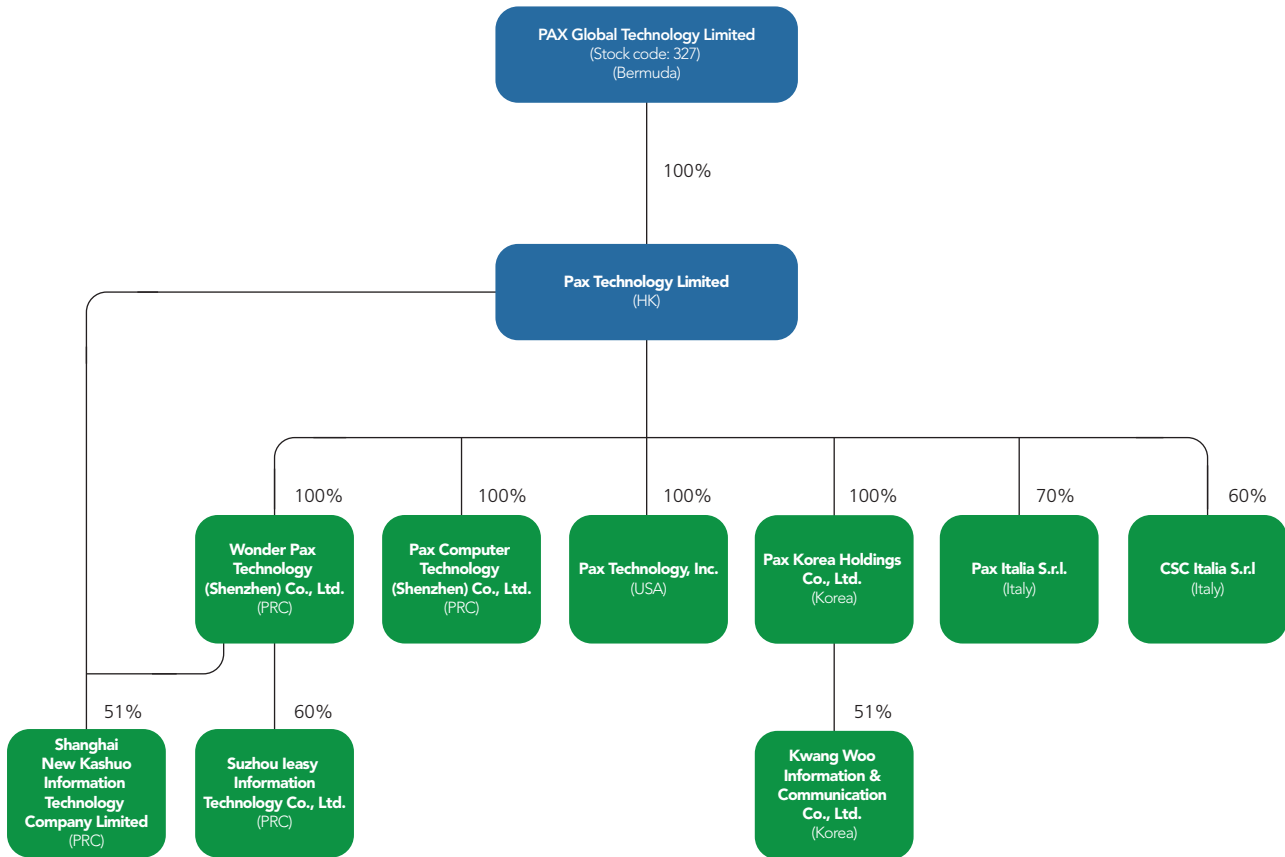 PAX Global Technology Limited
(Stock code: 327)
(Bermuda)
100%
Pax Technology Limited
(HK)
100%
100%
100%
100%
70%
60%
Wonder Pax
Technology
(Shenzhen) Co., Ltd.
(PRC)
Pax Computer
Technology
(Shenzhen) Co., Ltd.
(PRC)
Pax Technology, Inc.
(USA)
Pax Korea Holdings
Co., Ltd.
(Korea)
Pax Italia S.r.l.
(Italy)
CSC Italia S.r.l
(Italy)
51%
60%
51%
Shanghai
New Kashuo
Information
Technology
Company Limited
(PRC)
Suzhou Ieasy
Information
Technology Co., Ltd.
(PRC)
Kwang Woo
Information &
Communication
Co., Ltd.
(Korea)